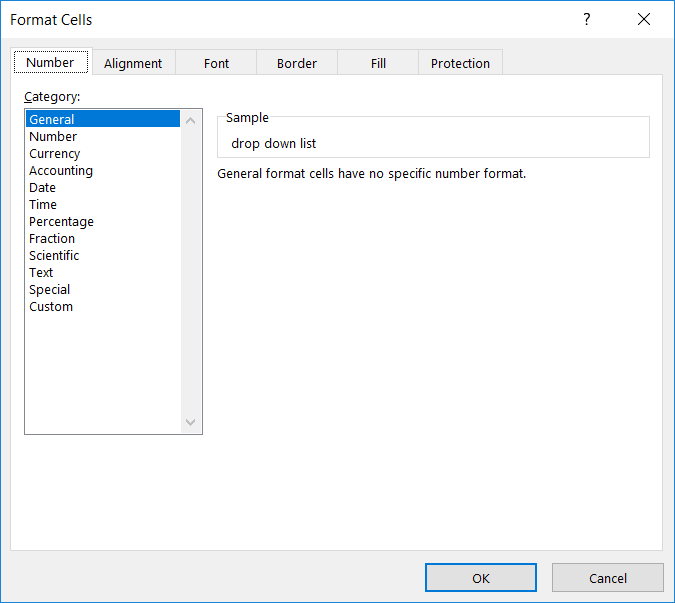 Format Cells
?
Number
Alignment
Font
Border
Fill
Protection
Category:
General
Number
Currency
Accounting
Date
Time
Percentage
Fraction
Scientific
Text
Special
Custom
Sample
drop down list
General format cells have no specific number format.
OK
Cancel